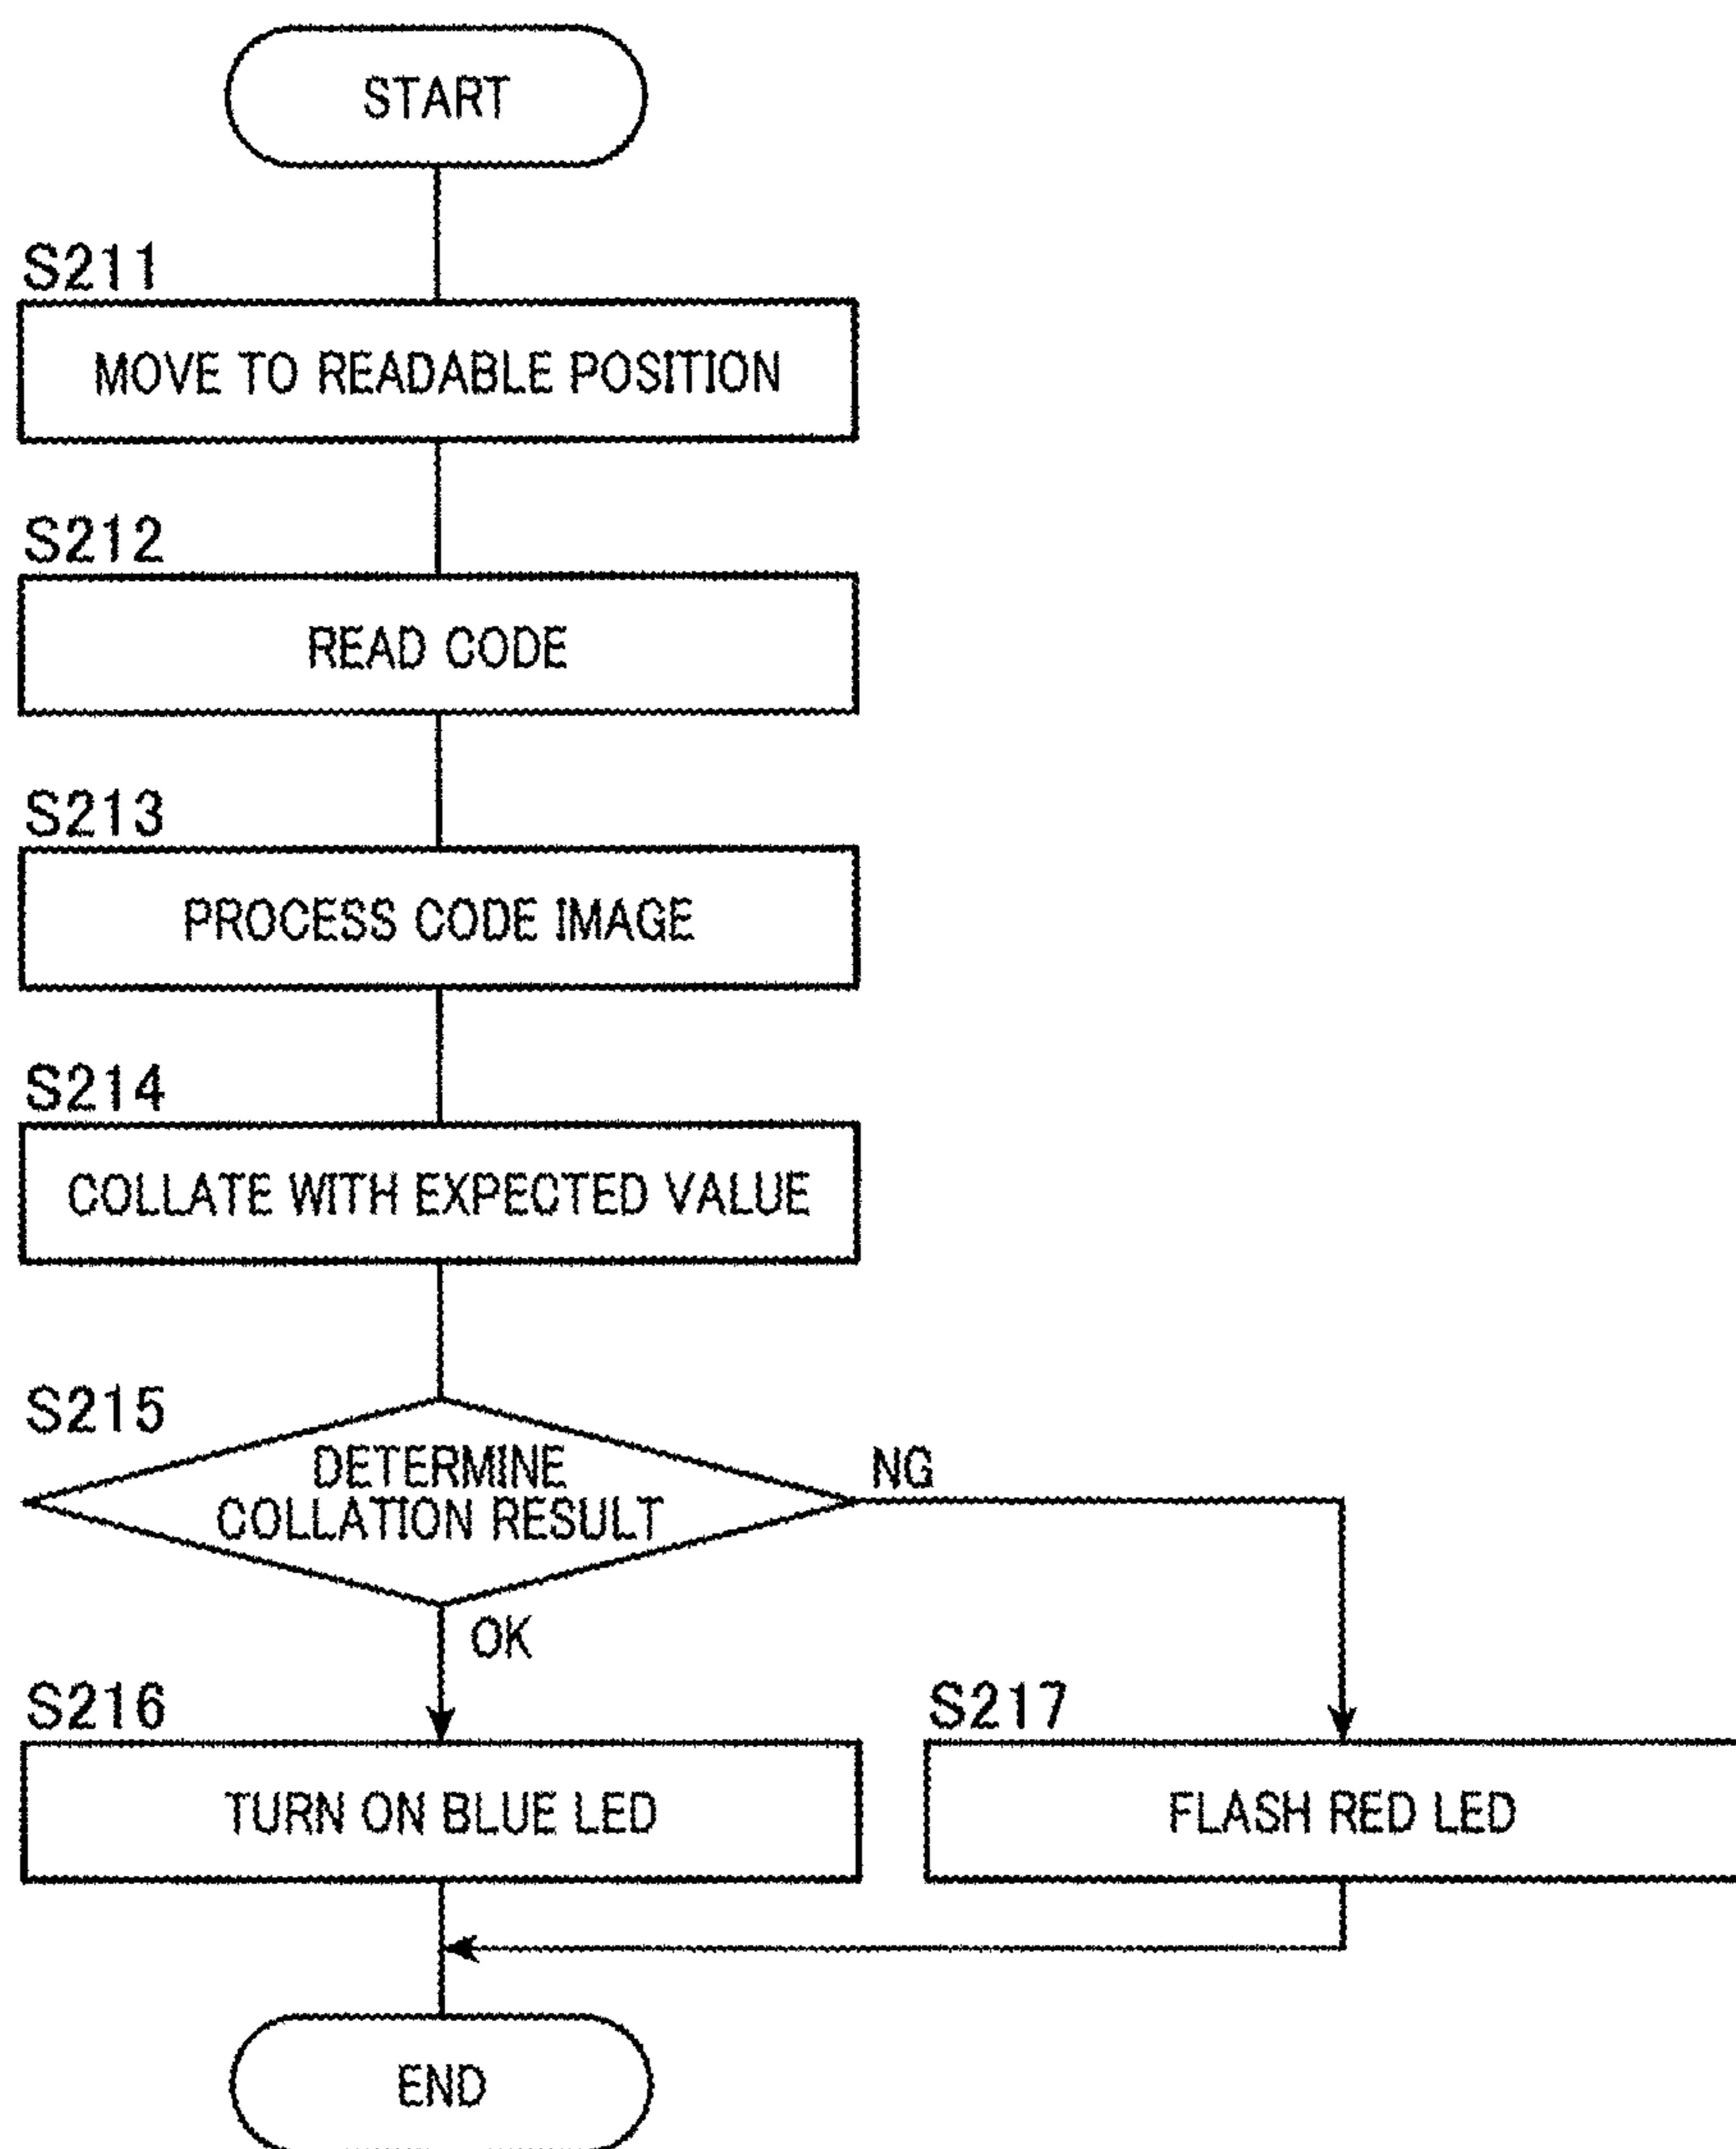 START
S211
MOVE TO READABLE POSITION
S212
READ CODE
S213
PROCESS CODE IMAGE
S214
COLLATE WITH EXPECTED VALUE
S215
DETERMINE
COLLATION RESULT
NG
OK
S216
TURN ON BLUE LED
S217
FLASH RED LED
END